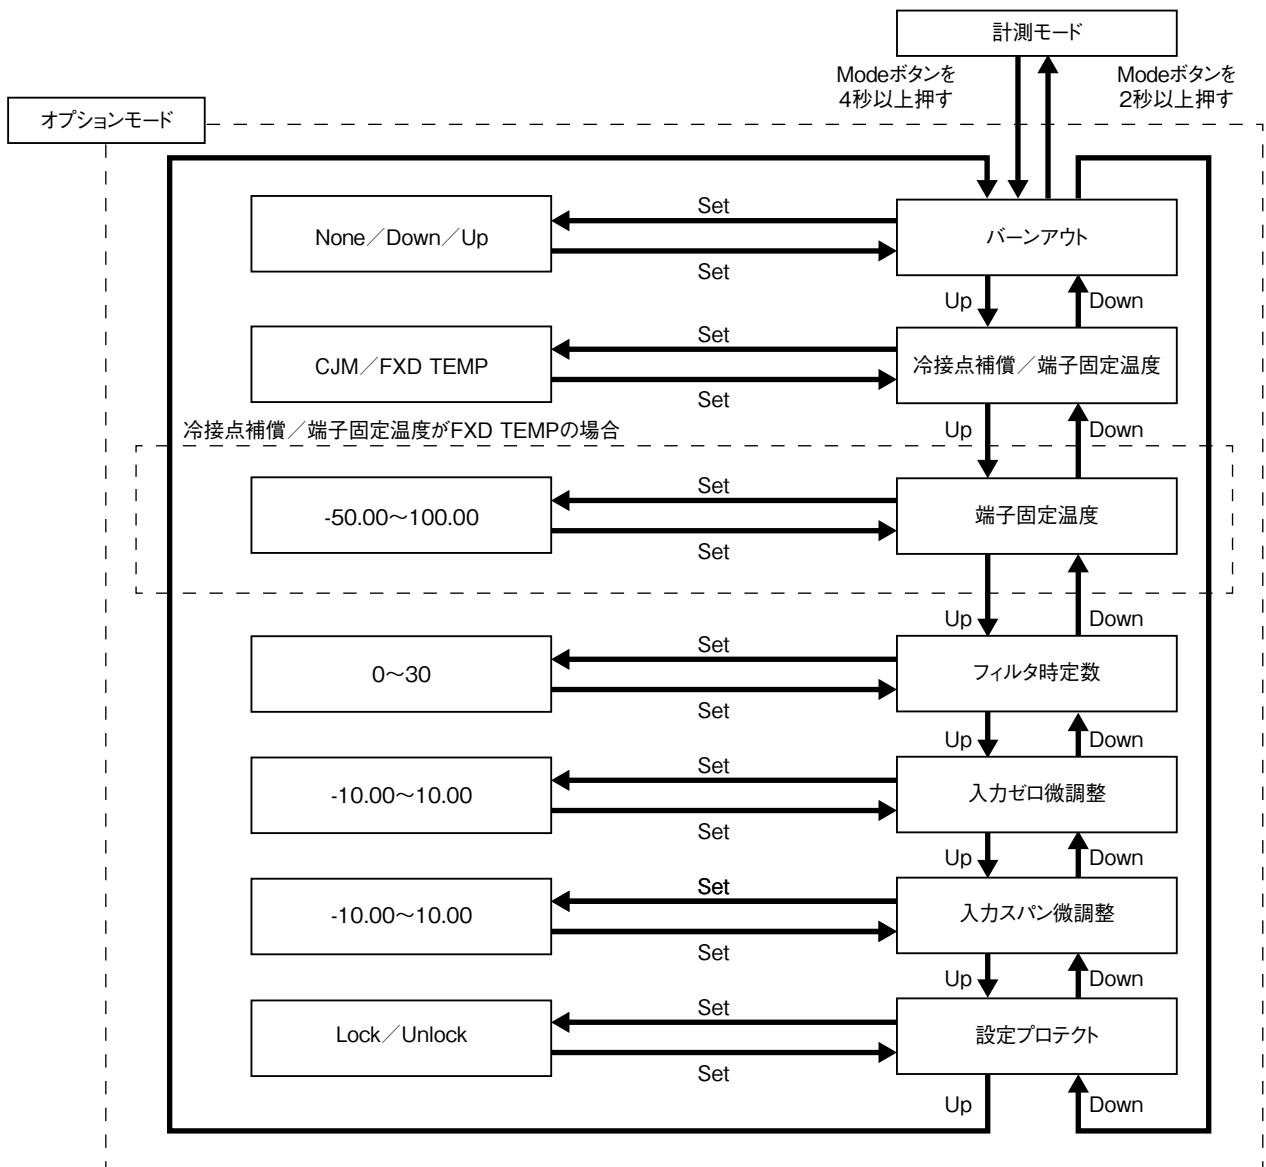 計測モード
Modeボタンを
4秒以上押す
Modeボタンを
2秒以上押す
オプションモード
Set
None／Down／Up
バーンアウト
Set
Up
Down
Set
CJM／FXD TEMP
冷接点補償／端子固定温度
Set
冷接点補償／端子固定温度がFXD TEMPの場合
Up
Down
Set
-50.00～100.00
端子固定温度
Set
Up
Down
Set
0～30
フィルタ時定数
Set
Up
Down
Set
-10.00～10.00
入力ゼロ微調整
Set
Up
Down
Set
-10.00～10.00
入力スパン微調整
Set
Up
Down
Set
Lock／Unlock
設定プロテクト
Set
Up
Down